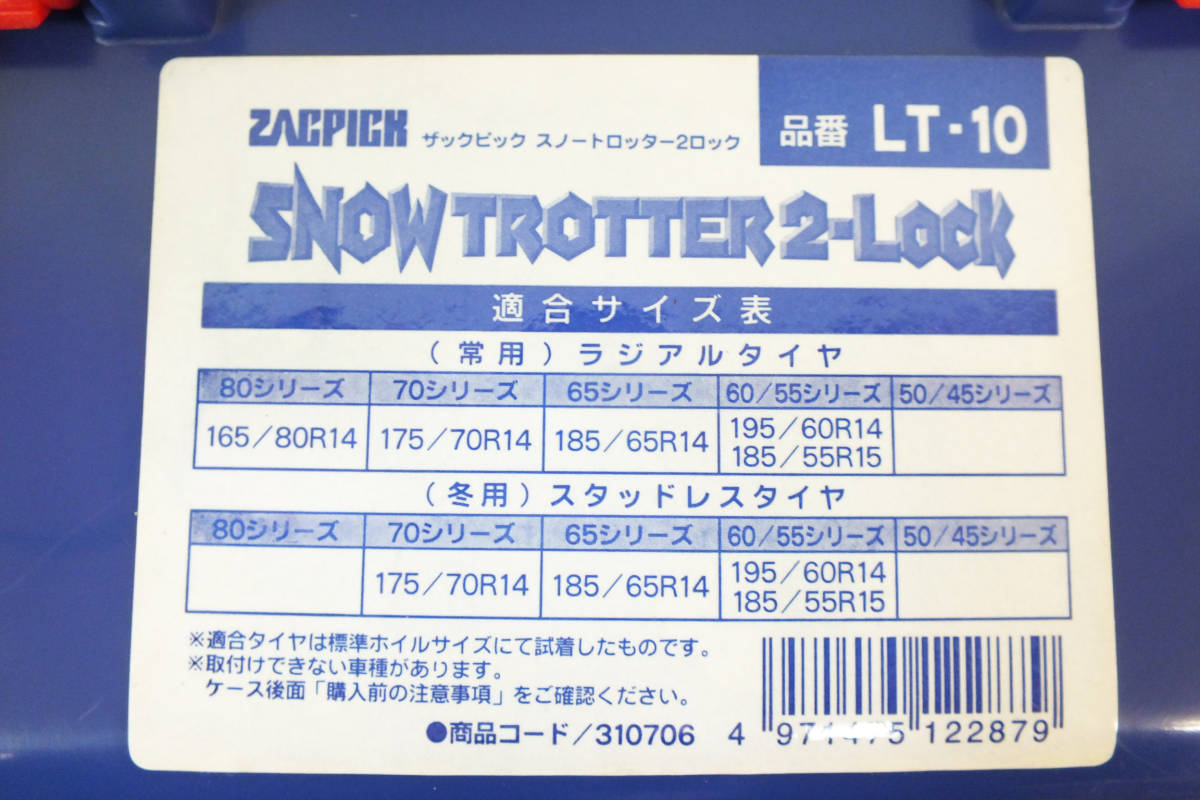 ZACPICK ザックピック スノートロッター2ロック
品番 LT-10
SNOW TROTTER 2-LOCK
適合サイズ表
(常用)ラジアルタイヤ
80シリーズ 70シリーズ 65シリーズ 60/55シリーズ 50/45シリーズ
165/80R14 175/70R14 185/65R14 195/60R14
185/55R15
(冬用)スタッドレスタイヤ
80シリーズ 70シリーズ 65シリーズ 60/55シリーズ 50/45シリーズ
175/70R14 185/65R14 195/60R14
185/55R15
※適合タイヤは標準ホイルサイズにて試着したものです。
※取付けできない車種があります。
ケース後面「購入前の注意事項」をご確認ください。
●商品コード/310706
4 971475 122879